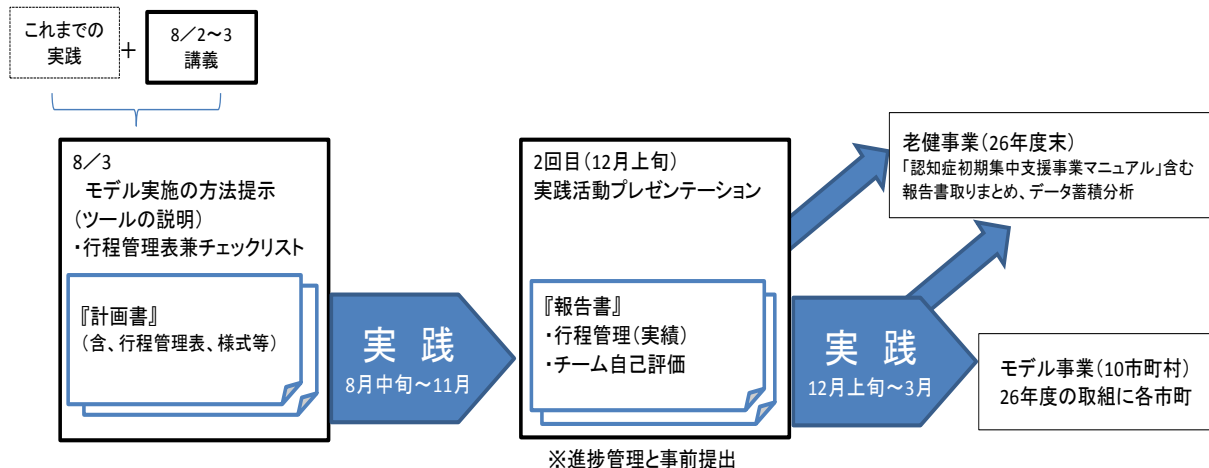 これまでの
実践
+
8/2~3
講義
8/3
モデル実施の方法提示
(ツールの説明)
・行程管理表兼チェックリスト
『計画書』
(含、行程管理表、様式等)
実 践
8月中旬~11月
2回目(12月上旬)
実践活動プレゼンテーション
『報告書』
・行程管理(実績)
・チーム自己評価
※進捗管理と事前提出
実 践
12月上旬~3月
老健事業(26年度末)
「認知症初期集中支援事業マニュアル」含む
報告書取りまとめ、データ蓄積分析
モデル事業(10市町村)
26年度の取組に各市町